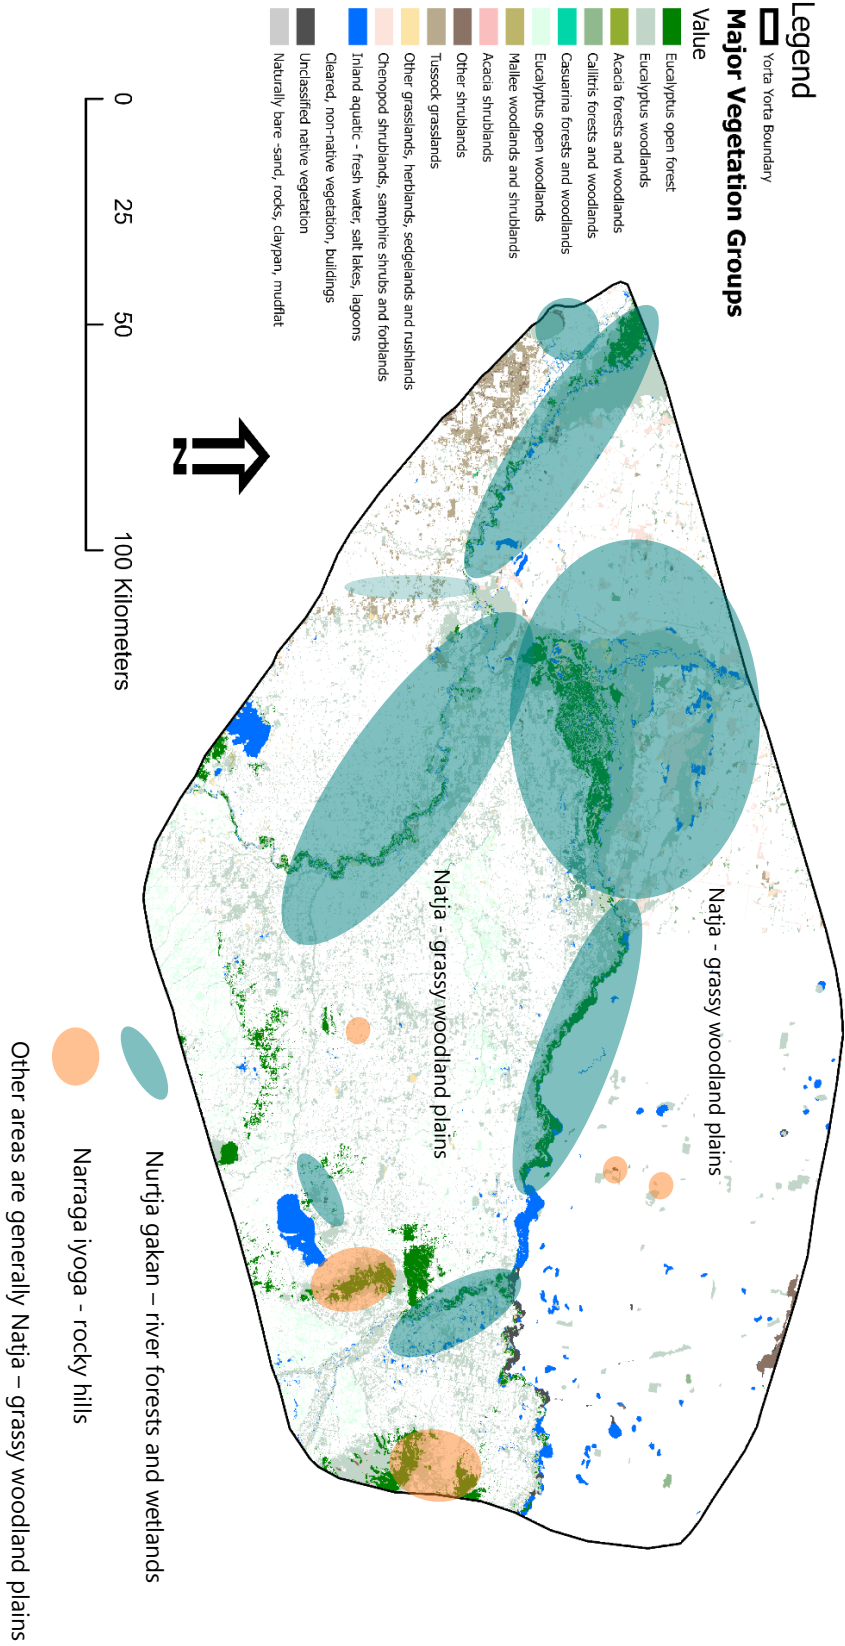 Legend
Yorta Yorta Boundary
Major Vegetation Groups
Value
Eucalyptus open forest
Eucalyptus woodlands
Acacia forests and woodlands
Callitris forests and woodlands
Casuarina forests and woodlands
Eucalyptus open woodlands
Mallee woodlands and shrublands
Acacia shrublands
Other shrublands
Tussock grasslands
Other grasslands, herblands, sedgelands and rushlands
Chenopod shrublands, samphire shrubs and forblands
Inland aquatic - fresh water, salt lakes, lagoons
Cleared, non-native vegetation, buildings
Unclassified native vegetation
Naturally bare -sand, rocks, claypan, mudflat
0 25 50 100 Kilometers
N
Natja - grassy woodland plains
Natja - grassy woodland plains
Nurtja gakan – river forests and wetlands
Narraga iyoga - rocky hills
Other areas are generally Natja – grassy woodland plains